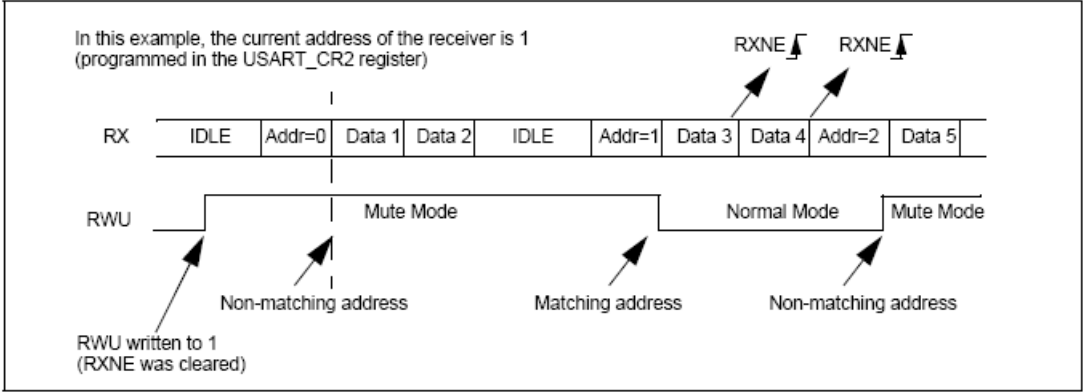 In this example, the current address of the receiver is 1
(programmed in the USART_CR2 register)
RXNE RXNE
RX IDLE Addr=0 Data 1 Data 2 IDLE Addr=1 Data 3 Data 4 Addr=2 Data 5
RWU Mute Mode Normal Mode Mute Mode
Non-matching address Matching address Non-matching address
RWU written to 1
(RXNE was cleared)